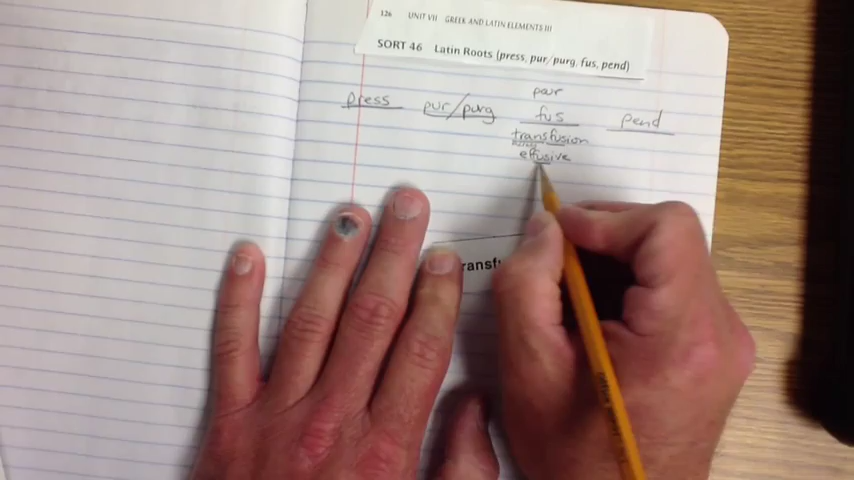 126 UNIT VII GREEK AND LATIN ELEMENTS III
SORT 46 Latin Roots (press, pur/purg, fus, pend)
pour
press pur/purg fus pend
transfusion
effusive
ransfu